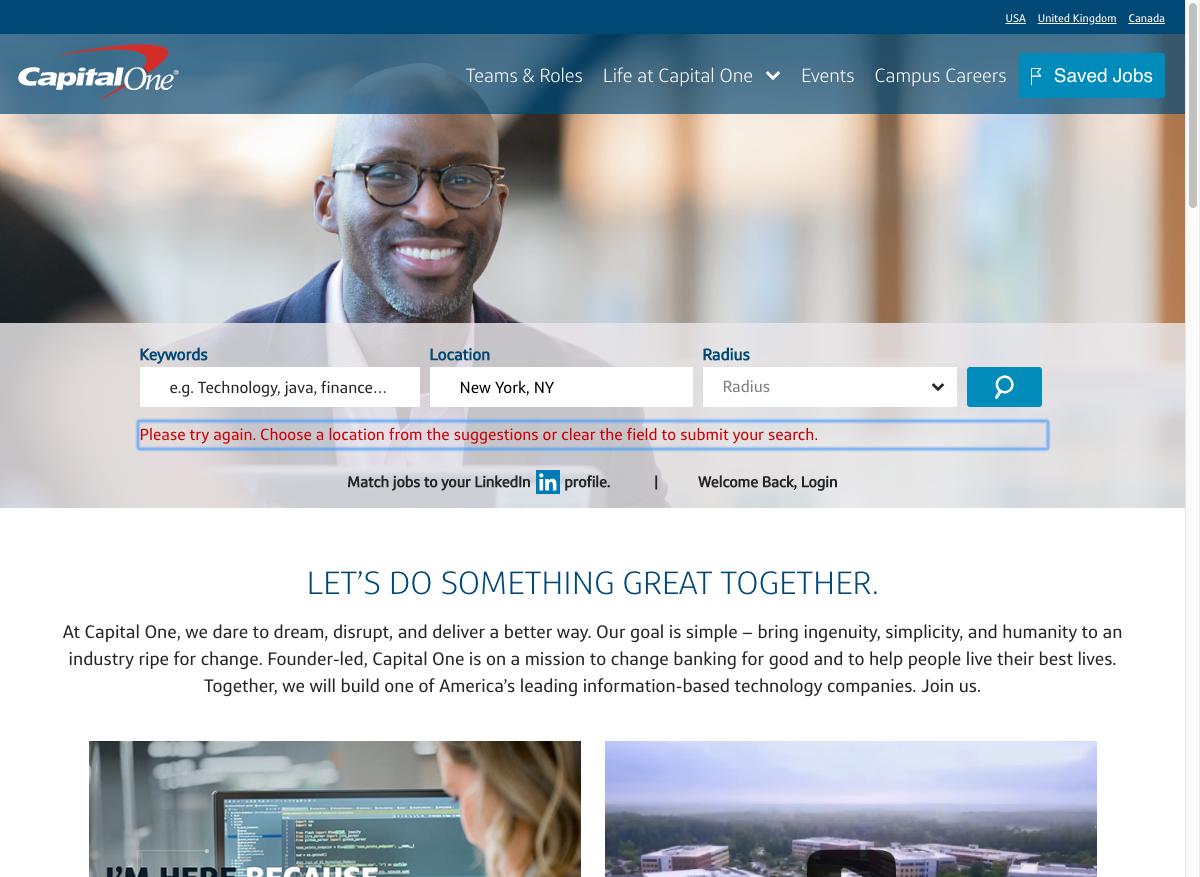 USA United Kingdom Canada
CapitalOne®
Teams & Roles Life at Capital One Events Campus Careers Saved Jobs
Keywords Location Radius
e.g. Technology, java, finance... New York, NY Radius
Please try again. Choose a location from the suggestions or clear the field to submit your search.
Match jobs to your LinkedIn in profile. | Welcome Back, Login
LET'S DO SOMETHING GREAT TOGETHER.
At Capital One, we dare to dream, disrupt, and deliver a better way. Our goal is simple – bring ingenuity, simplicity, and humanity to an
industry ripe for change. Founder-led, Capital One is on a mission to change banking for good and to help people live their best lives.
Together, we will build one of America's leading information-based technology companies. Join us.
I'M HERE BECAUSE